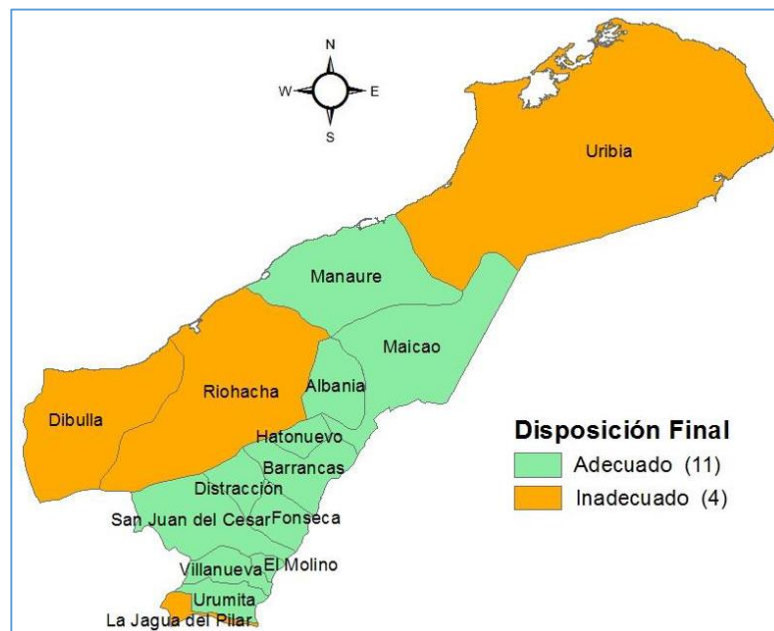 N
W E
S
Uribia
Manaure
Maicao
Albania
Riohacha
Dibulla
Hatonuevo
Barrancas
Distracción
San Juan del Cesar
Fonseca
El Molino
Villanueva
Urumita
La Jagua del Pilar
Disposición Final
Adecuado (11)
Inadecuado (4)